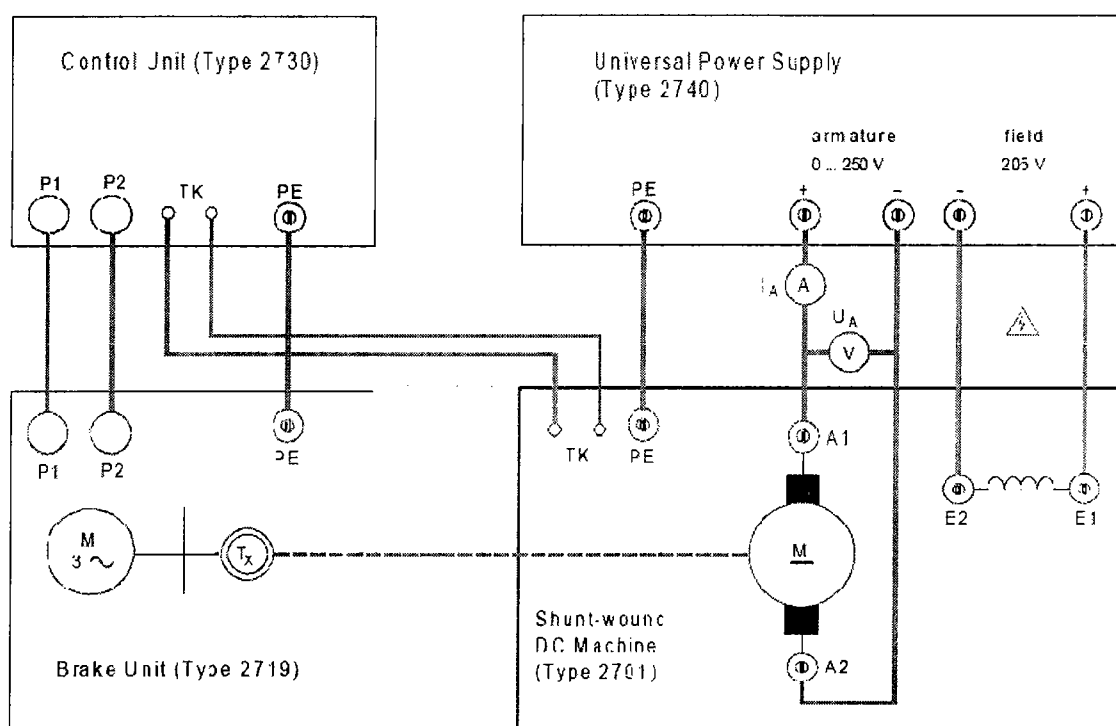 Control Jnit (Type 2730)
P1 P2 TK PE
Universal Power Supply
(Type 2740)
armature field
0 ... 250 V 205 V
PE + - - +
I A A
U A
V
P1 P2 PE
TK PE A1
E2 E1
M
3 ~
Tx
M
Shunt-wound
DC Machine
(Type 2701)
A2
Brake Unit (Type 2719)